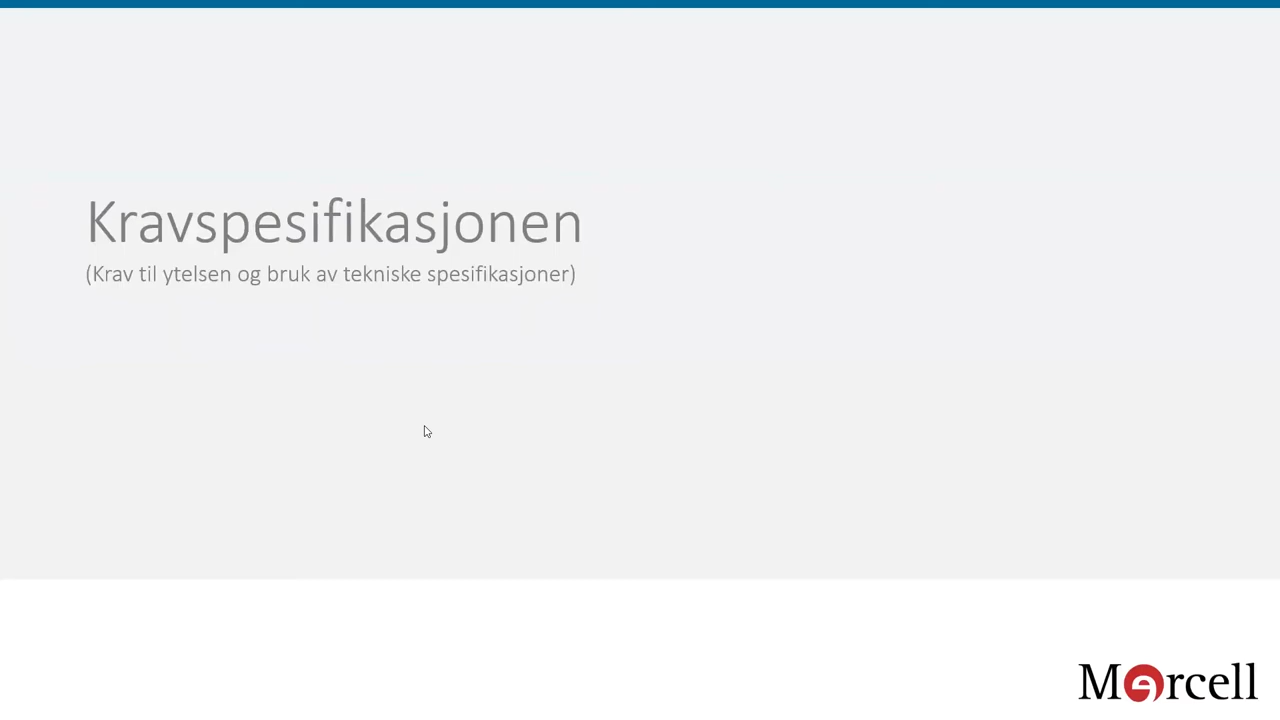 Kravspesifikasjonen
(Krav til ytelsen og bruk av tekniske spesifikasjoner)
Mercell